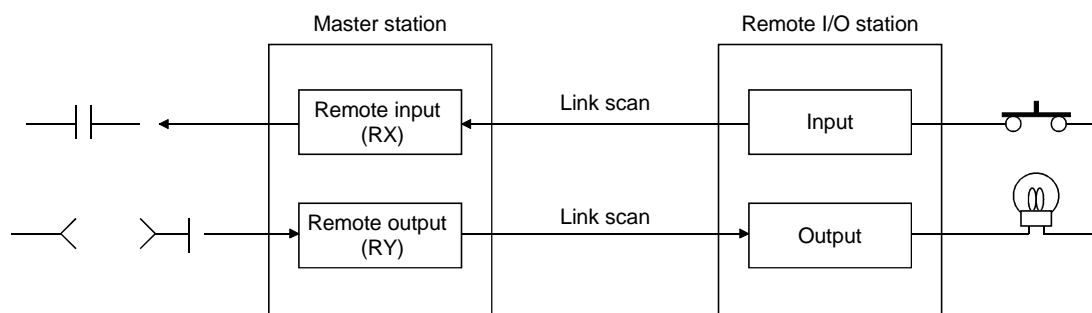 Master station
Remote I/O station
Remote input
(RX)
Link scan
Input
Remote output
(RY)
Link scan
Output